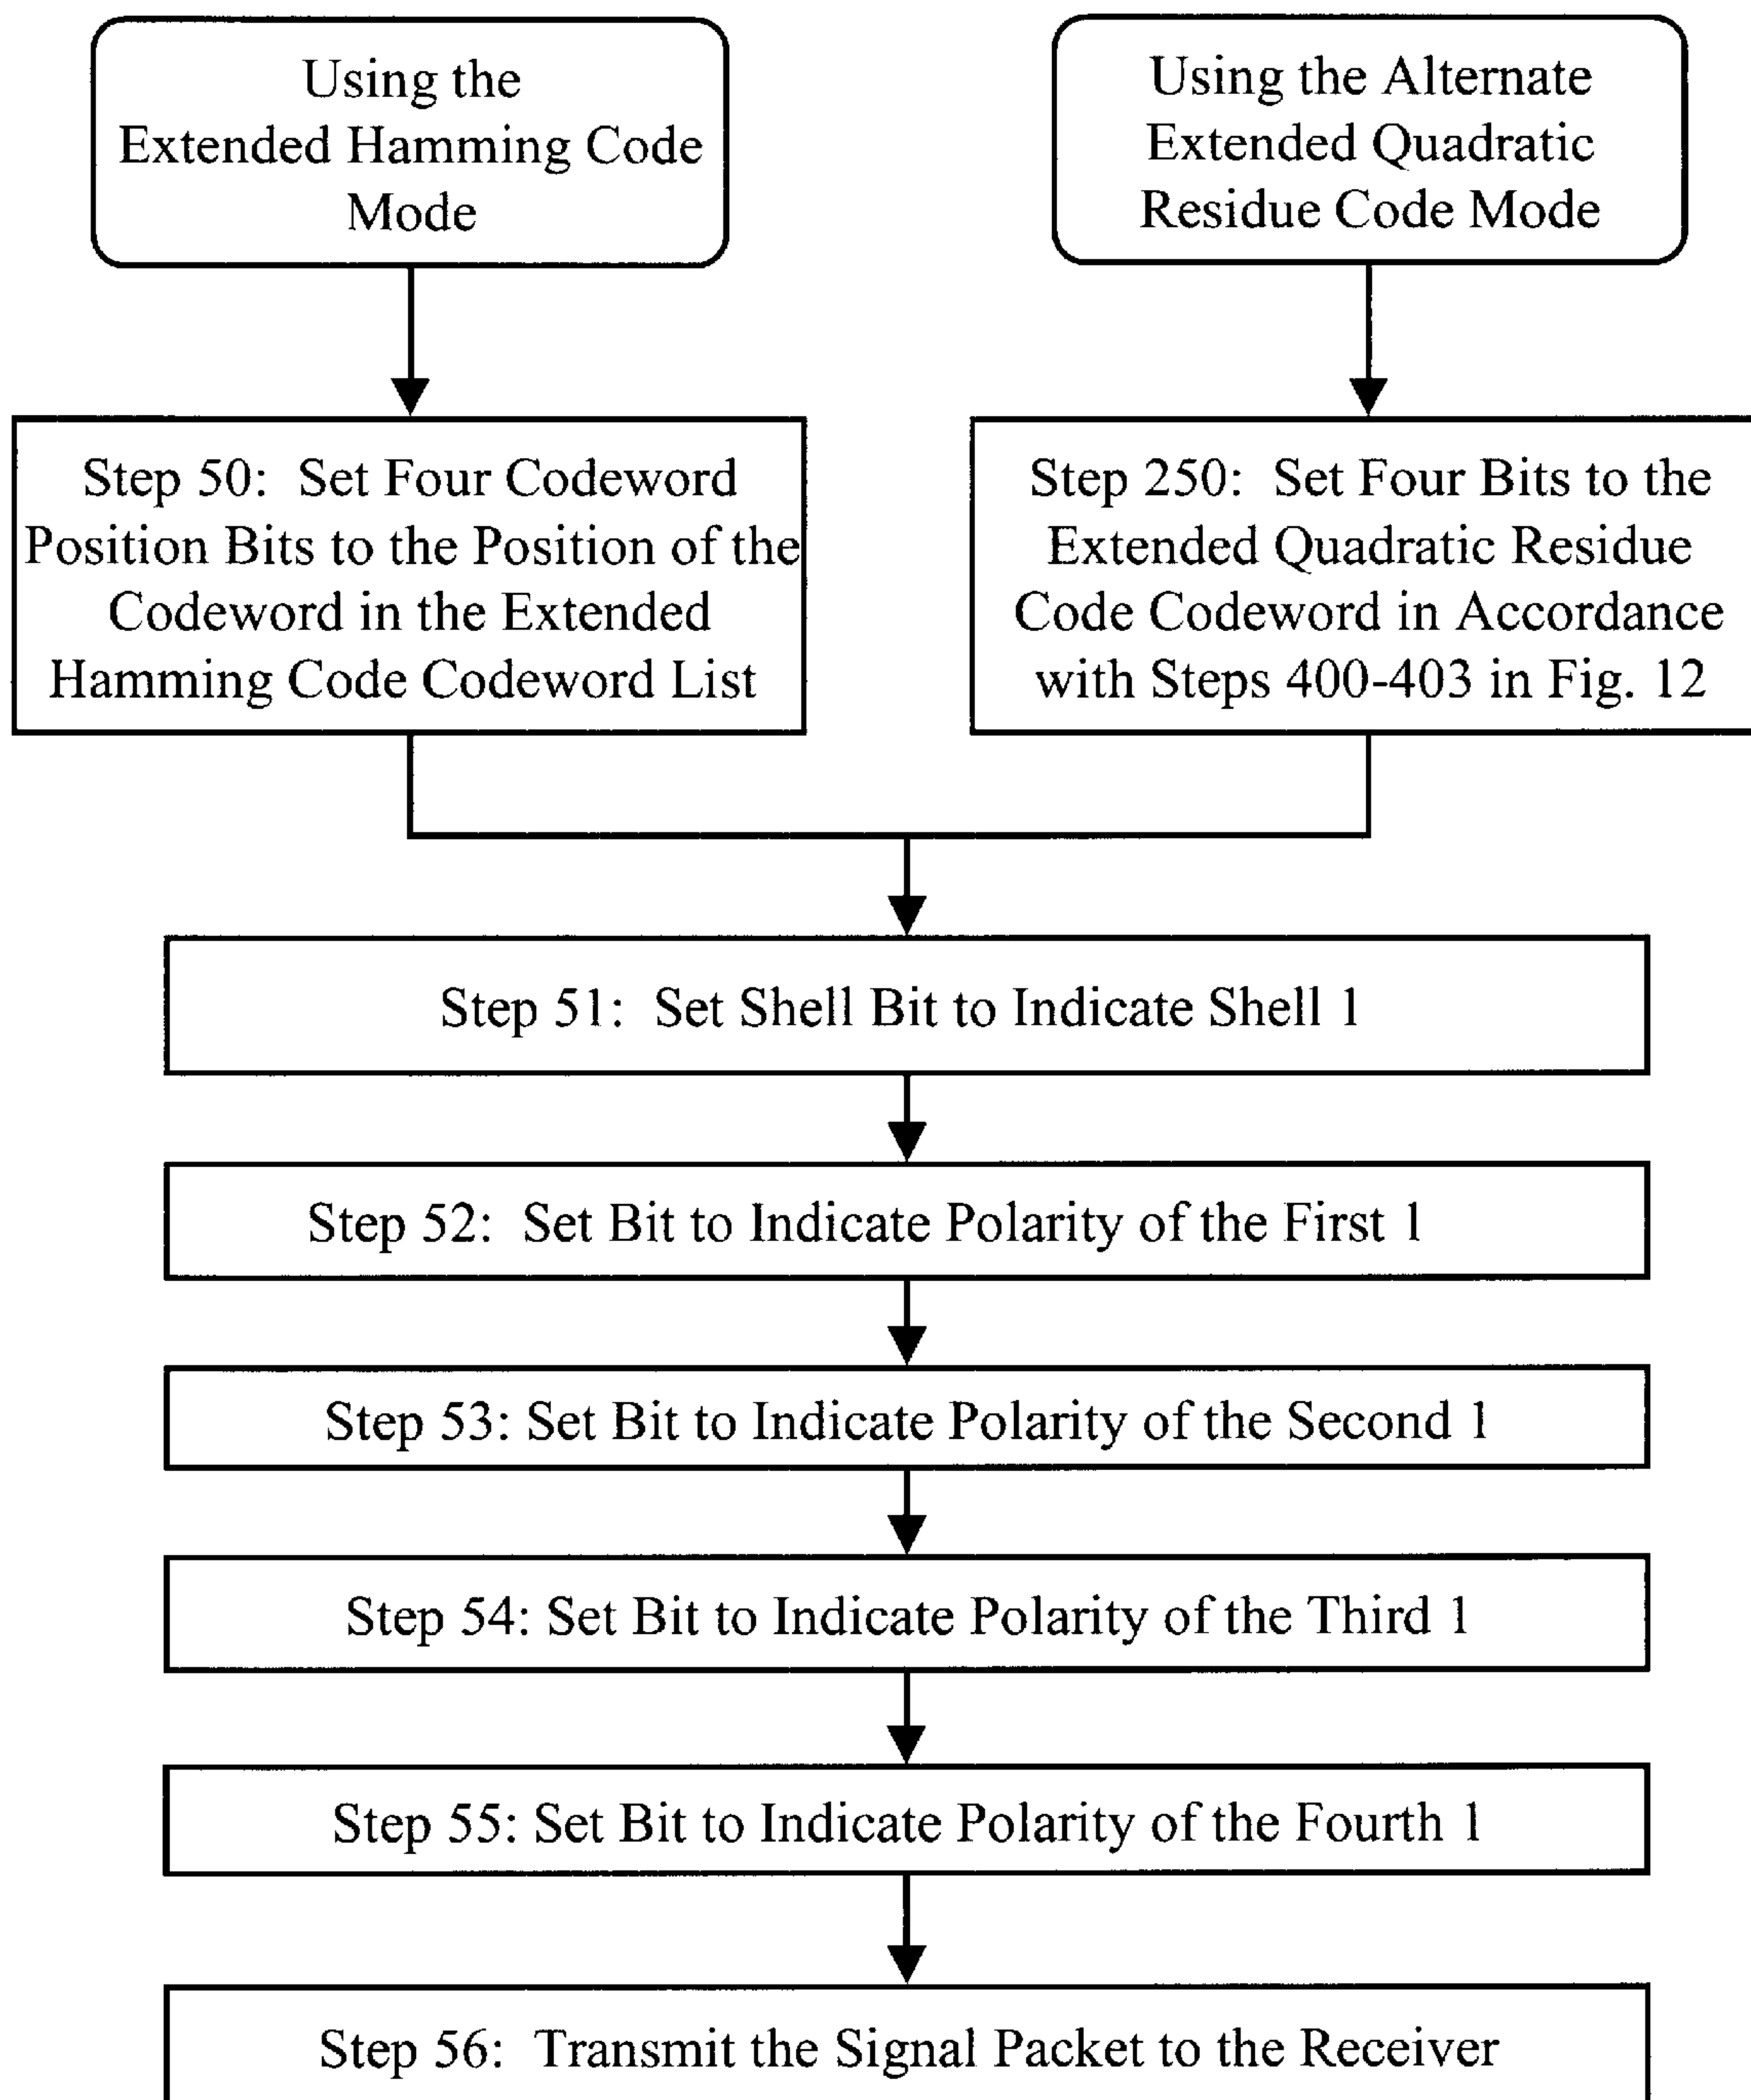 Using the
Extended Hamming Code
Mode
Using the Alternate
Extended Quadratic
Residue Code Mode
Step 50: Set Four Codeword
Position Bits to the Position of the
Codeword in the Extended
Hamming Code Codeword List
Step 250: Set Four Bits to the
Extended Quadratic Residue
Code Codeword in Accordance
with Steps 400-403 in Fig. 12
Step 51: Set Shell Bit to Indicate Shell 1
Step 52: Set Bit to Indicate Polarity of the First 1
Step 53: Set Bit to Indicate Polarity of the Second 1
Step 54: Set Bit to Indicate Polarity of the Third 1
Step 55: Set Bit to Indicate Polarity of the Fourth 1
Step 56: Transmit the Signal Packet to the Receiver